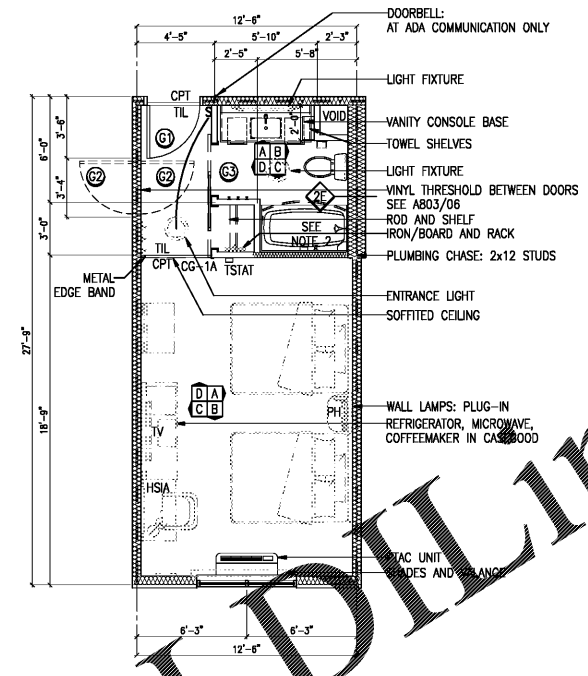 12'-6"
4'-5"
5'-10"
2'-3"
2'-5"
5'-8"
DOORBELL:
AT ADA COMMUNICATION ONLY
LIGHT FIXTURE
VANITY CONSOLE BASE
TOWEL SHELVES
LIGHT FIXTURE
VINYL THRESHOLD BETWEEN DOORS
SEE A803/06
ROD AND SHELF
IRON/BOARD AND RACK
PLUMBING CHASE: 2x12 STUDS
ENTRANCE LIGHT
SOFFITED CEILING
WALL LAMPS: PLUG-IN
REFRIGERATOR, MICROWAVE,
COFFEEMAKER IN CASEGOOD
PTAC UNIT
SHADES AND VALANCE
CPT
TIL
S
VOID
2'-0"
G1
G2
G2
G3
A B
D C
2E
SEE
NOTE 2
TIL
CPT
CG-1A
TSTAT
METAL
EDGE BAND
27'-9"
6'-0"
3'-6"
3'-4"
3'-0"
18'-9"
D A
C B
TV
PH
HSIA
6'-3"
6'-3"
12'-6"